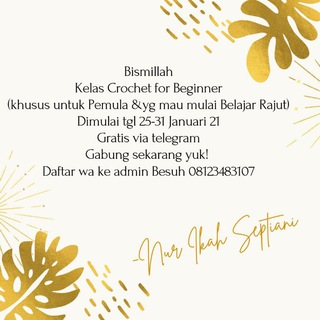 Bismillah
Kelas Crochet for Beginner
(khusus untuk Pemula &yg mau mulai Belajar Rajut)
Dimulai tgl 25-31 Januari 21
Gratis via telegram
Gabung sekarang yuk!
Daftar wa ke admin Besuh 08123483107
-Nur Ikah Septiani